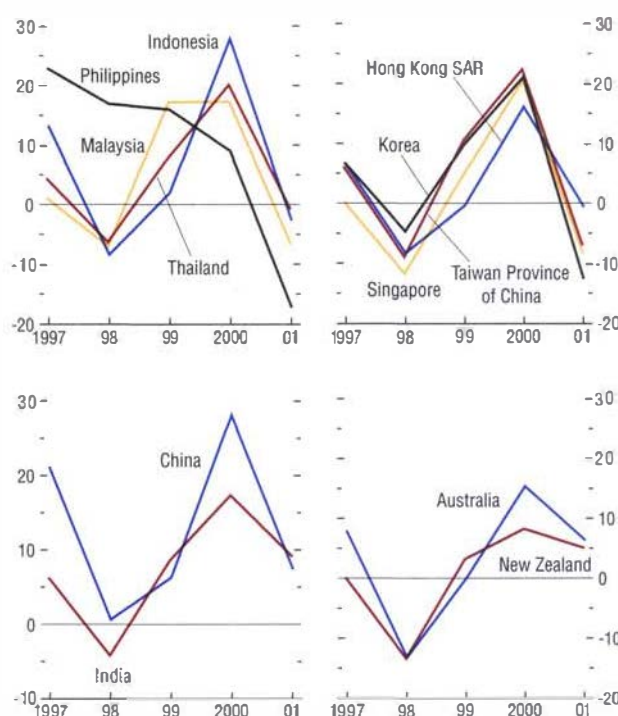 30
20
10
0
-10
-20
Indonesia
Philippines
Malaysia
Thailand
1997 98 99 2000 01
30
20
10
0
-10
-20
Hong Kong SAR
Korea
Singapore
Taiwan Province
of China
1997 98 99 2000 01
30
20
10
0
-10
China
India
1997 98 99 2000 01
30
20
10
0
-10
-20
Australia
New Zealand
1997 98 99 2000 01